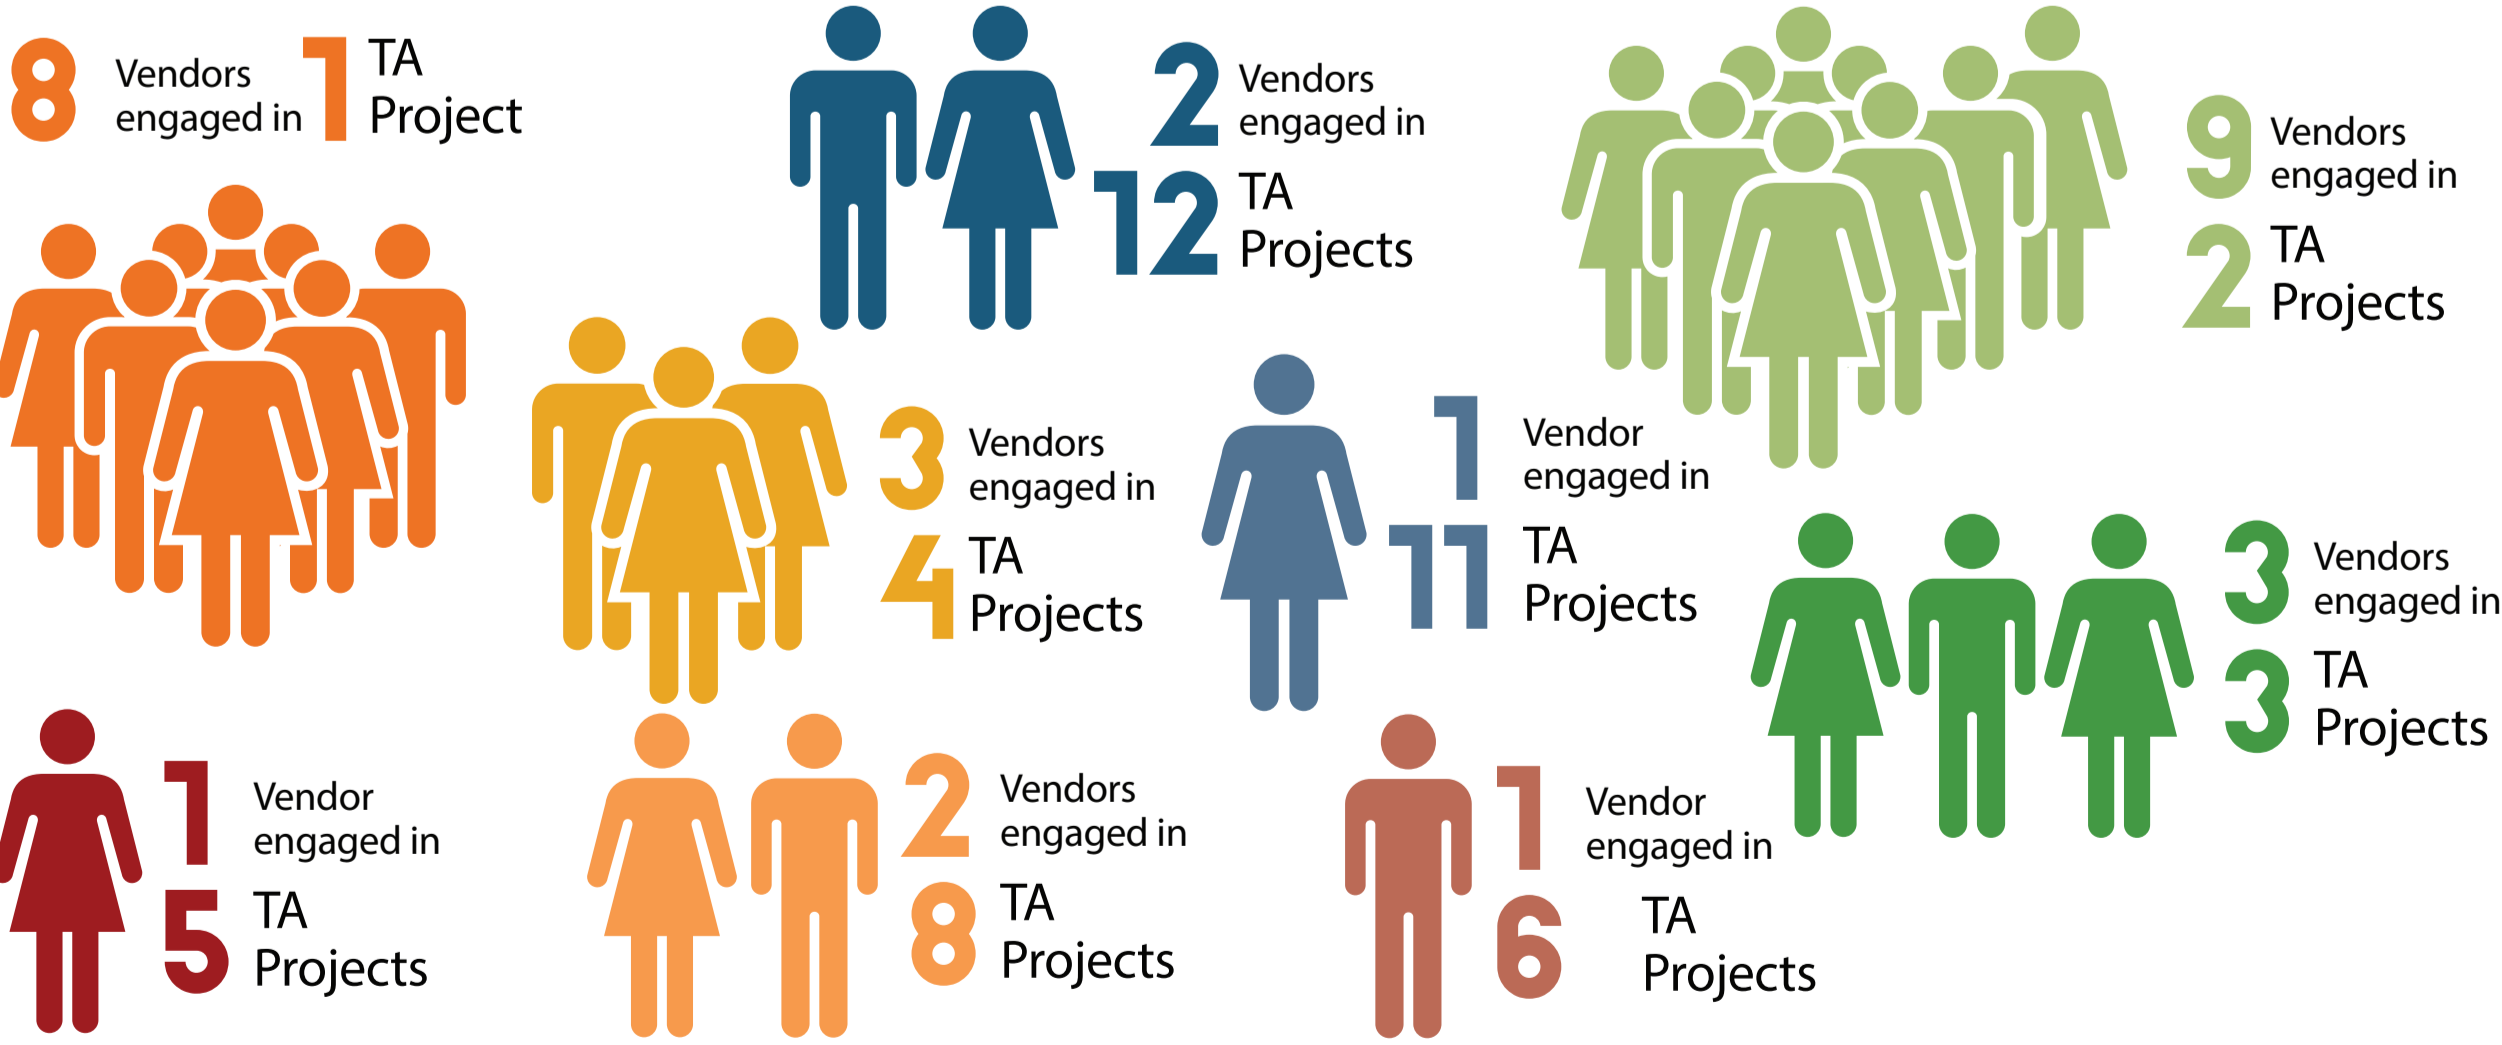 8 Vendors engaged in 1 TA Project
2 Vendors
engaged in
12 TA
Projects
9 Vendors
engaged in
2 TA
Projects
3 Vendors
engaged in
4 TA
Projects
1 Vendor
engaged in
11 TA
Projects
3 Vendors
engaged in
3 TA
Projects
1 Vendor
engaged in
5 TA
Projects
2 Vendors
engaged in
8 TA
Projects
1 Vendor
engaged in
6 TA
Projects